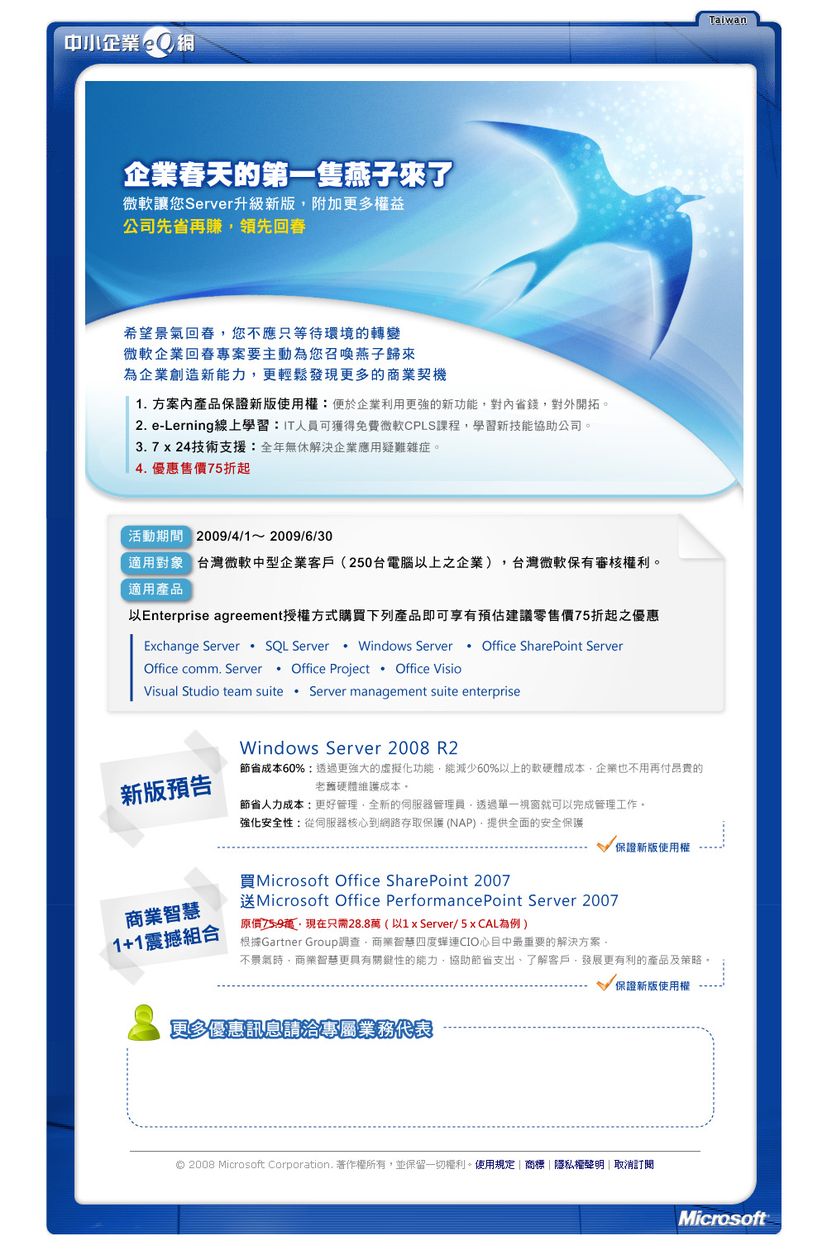 Taiwan
中小企業eQ網
企業春天的第一隻燕子來了
微軟讓您Server升級新版，附加更多權益
公司先省再賺，領先回春
希望景氣回春，您不應只等待環境的轉變
微軟企業回春專案要主動為您召喚燕子歸來
為企業創造新能力，更輕鬆發現更多的商業契機
1. 方案內產品保證新版使用權：便於企業利用更強的新功能，對內省錢，對外開拓。
2. e-Lerning線上學習：IT人員可獲得免費微軟CPLS課程，學習新技能協助公司。
3. 7 x 24技術支援：全年無休解決企業應用疑難雜症。
4. 優惠售價75折起
活動期間 2009/4/1～ 2009/6/30
適用對象 台灣微軟中型企業客戶（250台電腦以上之企業），台灣微軟保有審核權利。
適用產品
以Enterprise agreement授權方式購買下列產品即可享有預估建議零售價75折起之優惠
Exchange Server • SQL Server • Windows Server • Office SharePoint Server
Office comm. Server • Office Project • Office Visio
Visual Studio team suite • Server management suite enterprise
新版預告
Windows Server 2008 R2
節省成本60%：透過更強大的虛擬化功能，能減少60%以上的軟硬體成本，企業也不用再付昂貴的
老舊硬體維護成本。
節省人力成本：更好管理，全新的伺服器管理員，透過單一視窗就可以完成管理工作。
強化安全性：從伺服器核心到網路存取保護 (NAP)，提供全面的安全保護
保證新版使用權
商業智慧
1+1震撼組合
買Microsoft Office SharePoint 2007
送Microsoft Office PerformancePoint Server 2007
原價75.9萬，現在只需28.8萬（以1 x Server/ 5 x CAL為例）
根據Gartner Group調查，商業智慧四度蟬連CIO心目中最重要的解決方案，
不景氣時，商業智慧更具有關鍵性的能力，協助節省支出、了解客戶，發展更有利的產品及策略。
保證新版使用權
更多優惠訊息請洽專屬業務代表
© 2008 Microsoft Corporation. 著作權所有，並保留一切權利。使用規定 | 商標 | 隱私權聲明 | 取消訂閱
Microsoft